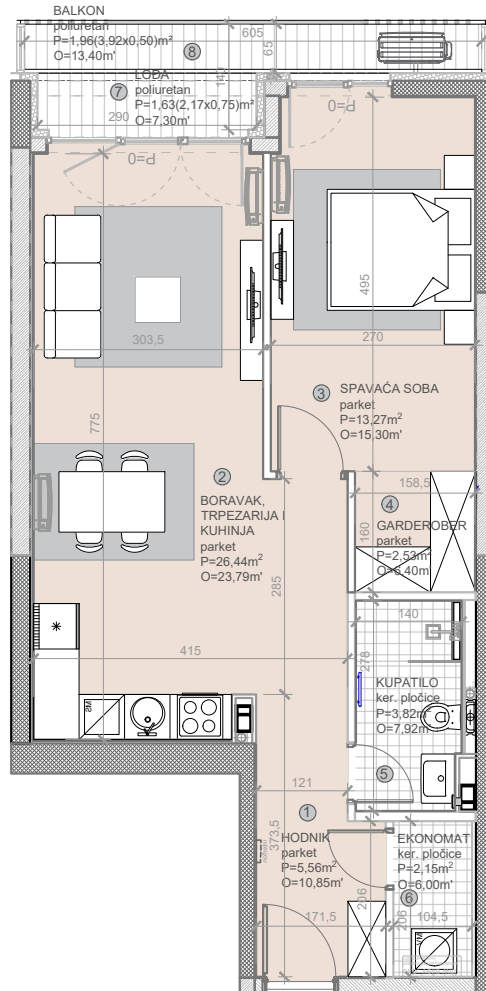 BALKON
poliuretan
P=1,96(3,92x0,50)m²
O=13,40m'
8
605
65
LOĐA
poliuretan
P=1,63(2,17x0,75)m²
O=7,30m'
7
290
P=0
P=0
303,5
270
495
775
3
SPAVAĆA SOBA
parket
P=13,27m²
O=15,30m'
2
BORAVAK,
TRPEZARIJA I
KUHINJA
parket
P=26,44m²
O=23,79m'
158,5
4
GARDEROBER
parket
P=2,53m²
O=6,40m'
160
285
415
140
278
KUPATILO
ker. pločice
P=3,82m²
O=7,92m'
5
SM
121
1
HODNIK
parket
P=5,56m²
O=10,85m'
373,5
EKONOMAT
ker. pločice
P=2,15m²
O=6,00m'
6
171,5
206
206
104,5
VM